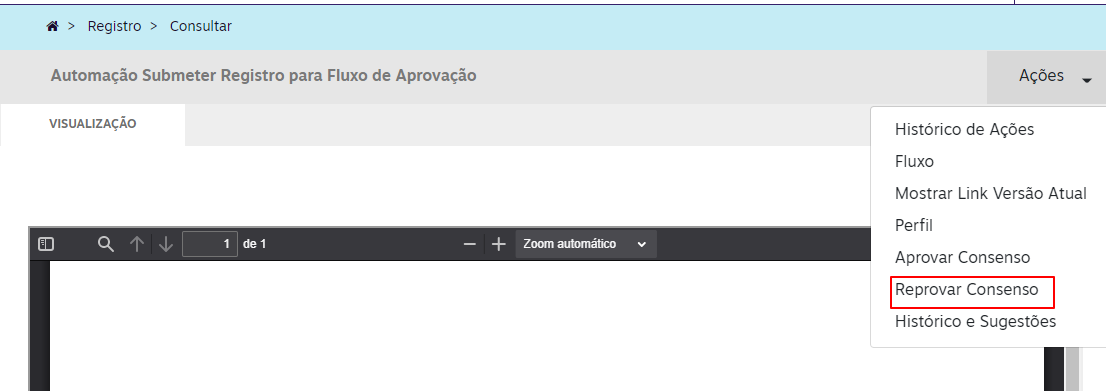 > Registro > Consultar
Automação Submeter Registro para Fluxo de Aprovação
Ações
VISUALIZAÇÃO
Histórico de Ações
Fluxo
Mostrar Link Versão Atual
Perfil
Aprovar Consenso
Reprovar Consenso
Histórico e Sugestões
1 de 1
Zoom automático